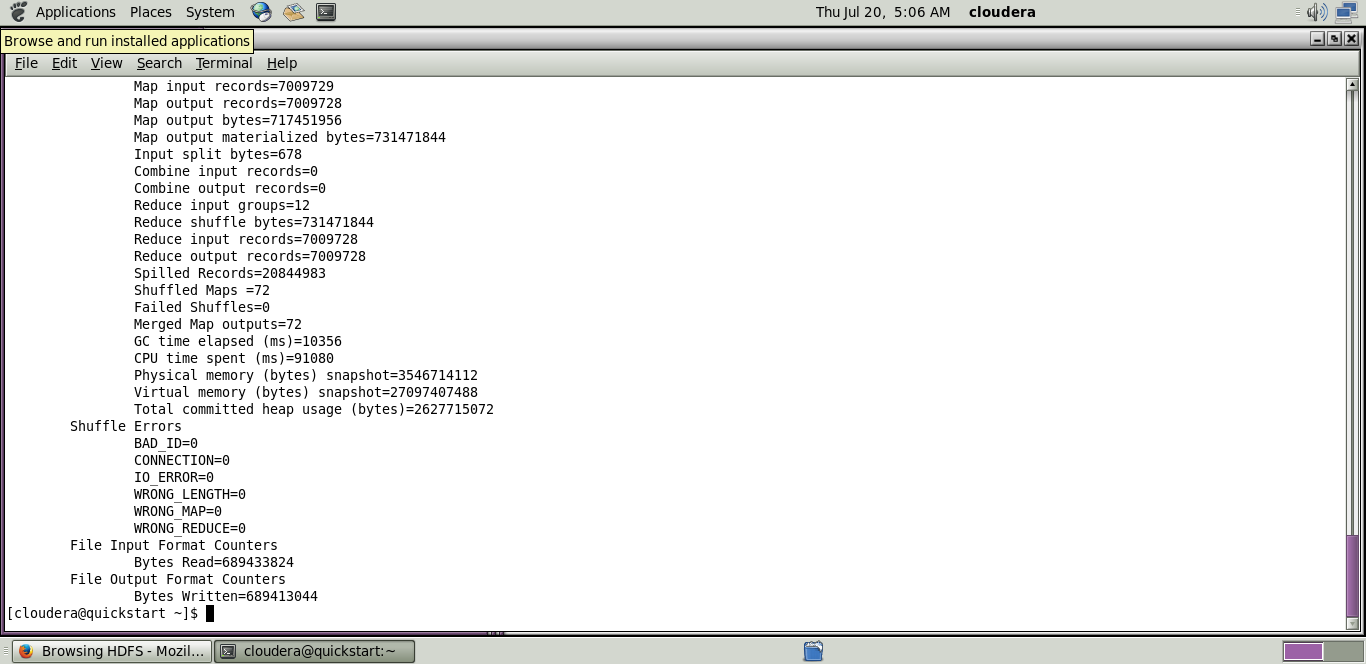 Applications Places System Thu Jul 20, 5:06 AM cloudera
Browse and run installed applications
File Edit View Search Terminal Help
Map input records=7009729
Map output records=7009728
Map output bytes=717451956
Map output materialized bytes=731471844
Input split bytes=678
Combine input records=0
Combine output records=0
Reduce input groups=12
Reduce shuffle bytes=731471844
Reduce input records=7009728
Reduce output records=7009728
Spilled Records=20844983
Shuffled Maps =72
Failed Shuffles=0
Merged Map outputs=72
GC time elapsed (ms)=10356
CPU time spent (ms)=91080
Physical memory (bytes) snapshot=3546714112
Virtual memory (bytes) snapshot=27097407488
Total committed heap usage (bytes)=2627715072
Shuffle Errors
BAD_ID=0
CONNECTION=0
IO_ERROR=0
WRONG_LENGTH=0
WRONG_MAP=0
WRONG_REDUCE=0
File Input Format Counters
Bytes Read=689433824
File Output Format Counters
Bytes Written=689413044
[cloudera@quickstart ~]$
Browsing HDFS - Mozil... cloudera@quickstart:~